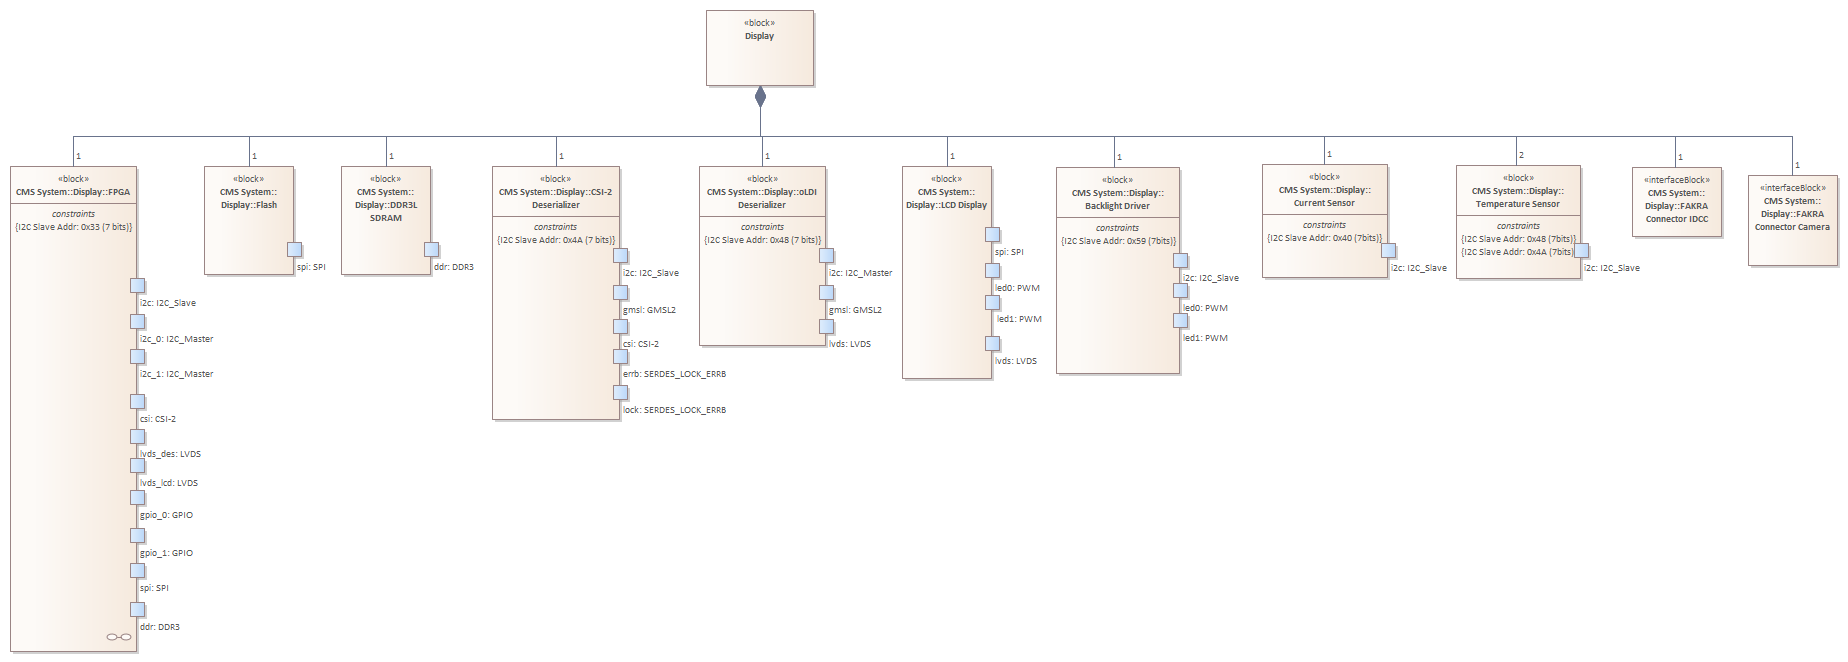 «block»
Display
1
«block»
CMS System::Display::FPGA
constraints
{I2C Slave Addr: 0x33 (7 bits)}
i2c: I2C_Slave
i2c_0: I2C_Master
i2c_1: I2C_Master
csi: CSI-2
lvds_des: LVDS
lvds_lcd: LVDS
gpio_0: GPIO
gpio_1: GPIO
spi: SPI
ddr: DDR3
1
«block»
CMS System::
Display::Flash
spi: SPI
1
«block»
CMS System::
Display::DDR3L
SDRAM
ddr: DDR3
1
«block»
CMS System::Display::CSI-2
Deserializer
constraints
{I2C Slave Addr: 0x4A (7 bits)}
i2c: I2C_Slave
gmsl: GMSL2
csi: CSI-2
errb: SERDES_LOCK_ERRB
lock: SERDES_LOCK_ERRB
1
«block»
CMS System::Display::oLDI
Deserializer
constraints
{I2C Slave Addr: 0x48 (7 bits)}
i2c: I2C_Master
gmsl: GMSL2
lvds: LVDS
1
«block»
CMS System::
Display::LCD Display
spi: SPI
led0: PWM
led1: PWM
lvds: LVDS
1
«block»
CMS System::Display::
Backlight Driver
constraints
{I2C Slave Addr: 0x59 (7bits)}
i2c: I2C_Slave
led0: PWM
led1: PWM
1
«block»
CMS System::Display::
Current Sensor
constraints
{I2C Slave Addr: 0x40 (7bits)}
i2c: I2C_Slave
2
«block»
CMS System::Display::
Temperature Sensor
constraints
{I2C Slave Addr: 0x48 (7bits)}
{I2C Slave Addr: 0x4A (7bits)}
i2c: I2C_Slave
1
«interfaceBlock»
CMS System::
Display::FAKRA
Connector IDCC
1
«interfaceBlock»
CMS System::
Display::FAKRA
Connector Camera